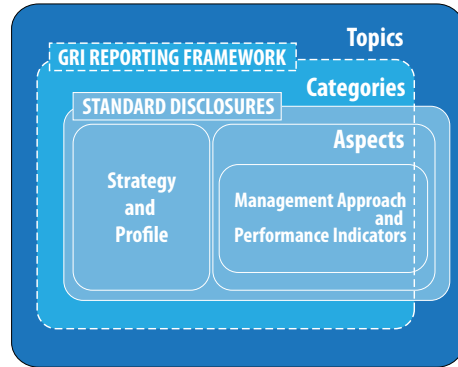 Topics
GRI REPORTING FRAMEWORK
Categories
STANDARD DISCLOSURES
Aspects
Strategy
and
Profile
Management Approach
and
Performance Indicators